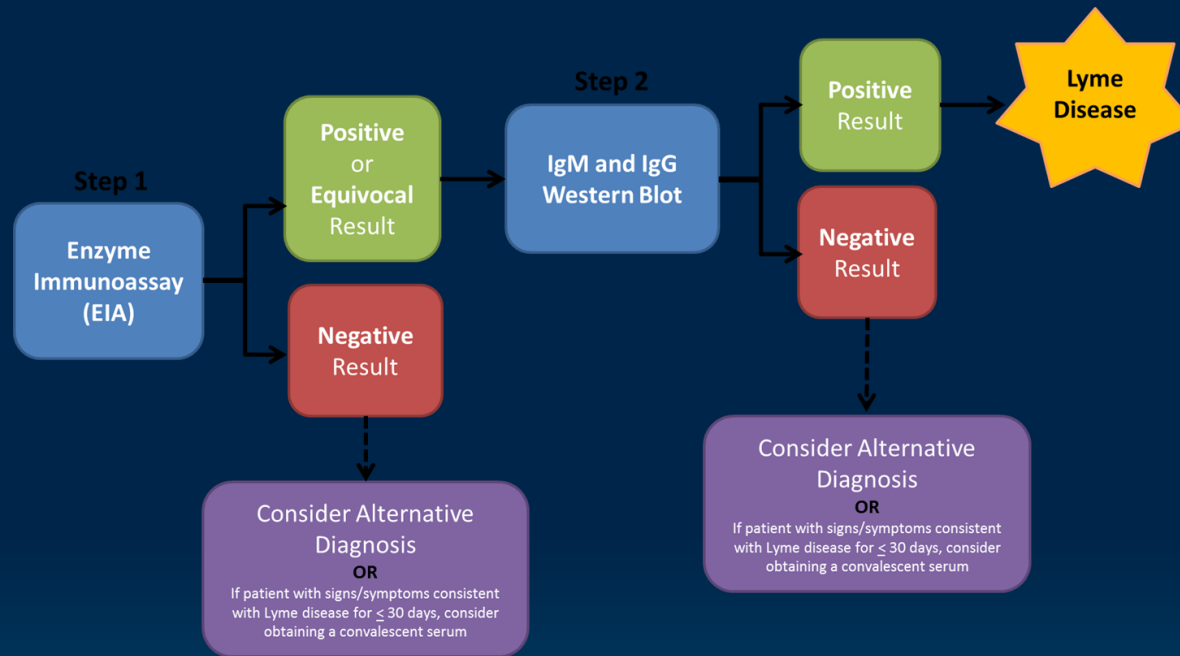 Step 1
Enzyme
Immunoassay
(EIA)
Positive
or
Equivocal
Result
Negative
Result
Consider Alternative
Diagnosis
OR
If patient with signs/symptoms consistent
with Lyme disease for ≤ 30 days, consider
obtaining a convalescent serum
Step 2
IgM and IgG
Western Blot
Positive
Result
Negative
Result
Lyme
Disease
Consider Alternative
Diagnosis
OR
If patient with signs/symptoms consistent
with Lyme disease for ≤ 30 days, consider
obtaining a convalescent serum